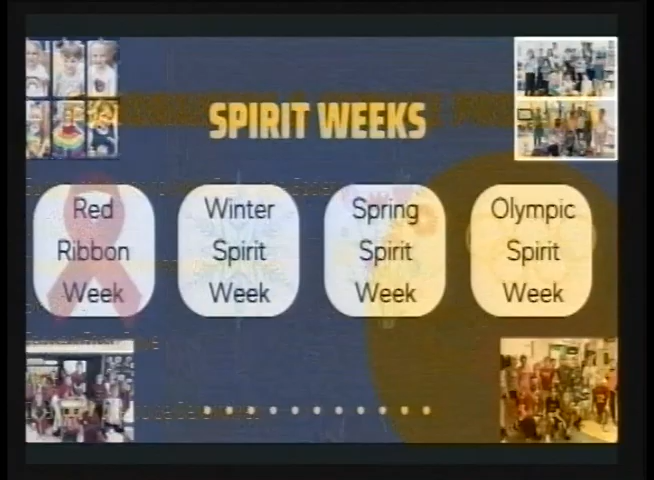 SPIRIT WEEKS
Red
Ribbon
Week
Winter
Spirit
Week
Spring
Spirit
Week
Olympic
Spirit
Week